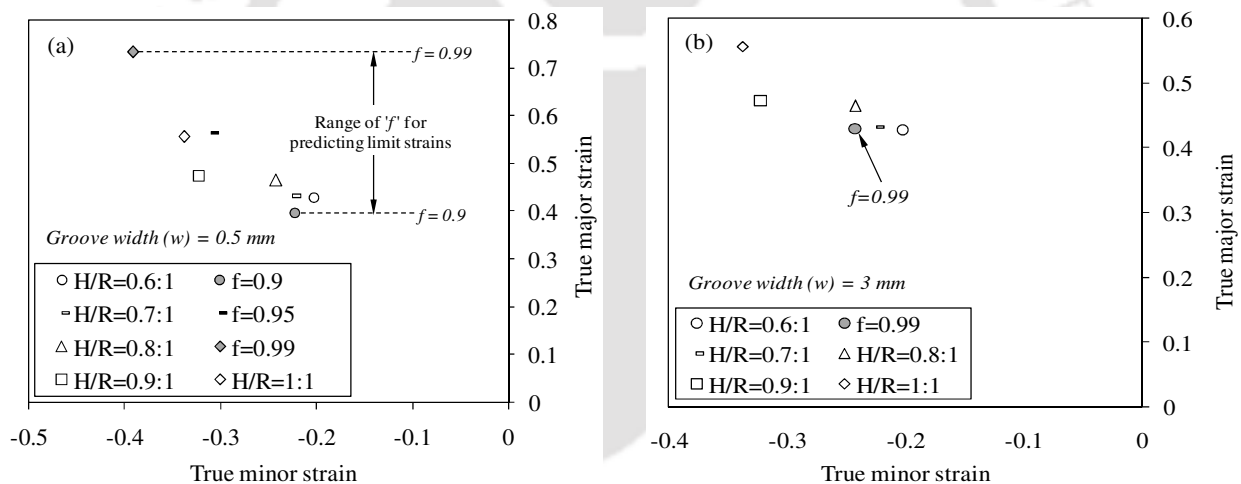 (a)
0.8
0.7
0.6
0.5
0.4
0.3
0.2
0.1
0
True major strain
f = 0.99
Range of 'f' for
predicting limit strains
f = 0.9
Groove width (w) = 0.5 mm
H/R=0.6:1 f=0.9
H/R=0.7:1 f=0.95
H/R=0.8:1 f=0.99
H/R=0.9:1 H/R=1:1
-0.5 -0.4 -0.3 -0.2 -0.1 0
True minor strain
(b)
0.6
0.5
0.4
0.3
0.2
0.1
0
True major strain
f=0.99
Groove width (w) = 3 mm
H/R=0.6:1 f=0.99
H/R=0.7:1 H/R=0.8:1
H/R=0.9:1 H/R=1:1
-0.4 -0.3 -0.2 -0.1 0
True minor strain